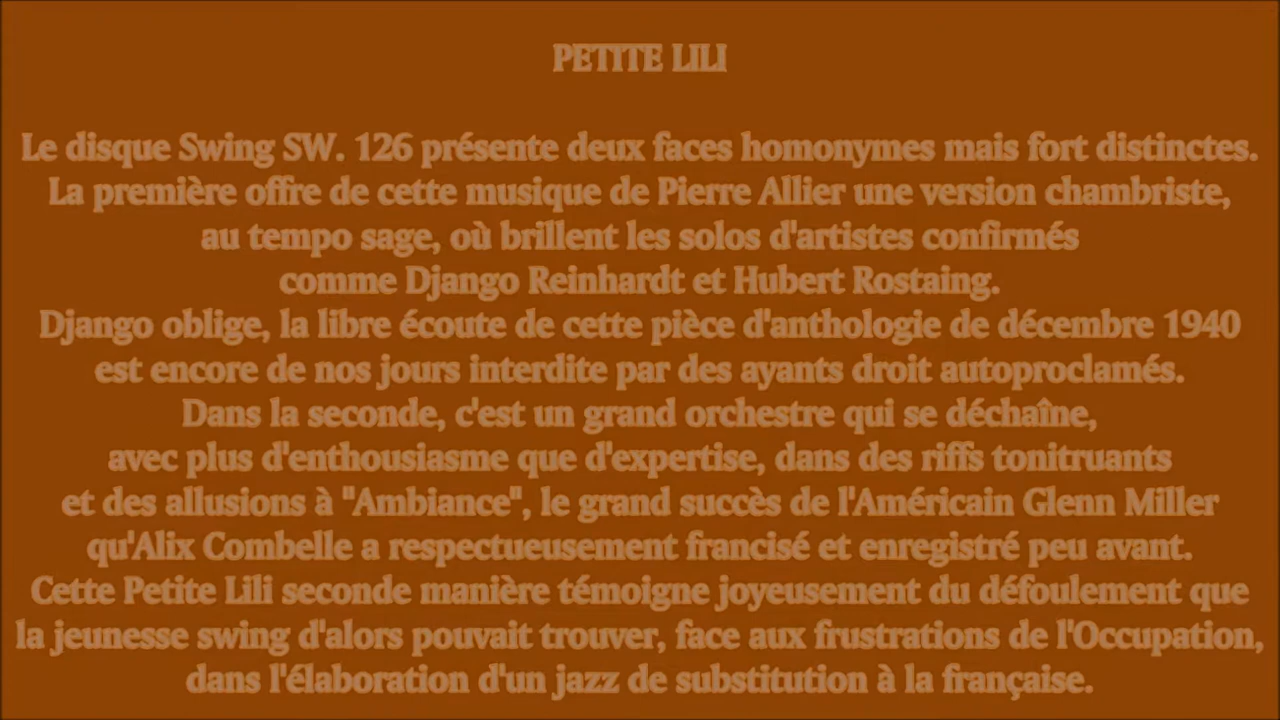 PETITE LILI
Le disque Swing SW. 126 présente deux faces homonymes mais fort distinctes.
La première offre de cette musique de Pierre Allier une version chambriste,
au tempo sage, où brillent les solos d'artistes confirmés
comme Django Reinhardt et Hubert Rostaing.
Django oblige, la libre écoute de cette pièce d'anthologie de décembre 1940
est encore de nos jours interdite par des ayants droit autoproclamés.
Dans la seconde, c'est un grand orchestre qui se déchaîne,
avec plus d'enthousiasme que d'expertise, dans des riffs tonitruants
et des allusions à "Ambiance", le grand succès de l'Américain Glenn Miller
qu'Alix Combelle a respectueusement francisé et enregistré peu avant.
Cette Petite Lili seconde manière témoigne joyeusement du défoulement que
la jeunesse swing d'alors pouvait trouver, face aux frustrations de l'Occupation,
dans l'élaboration d'un jazz de substitution à la française.